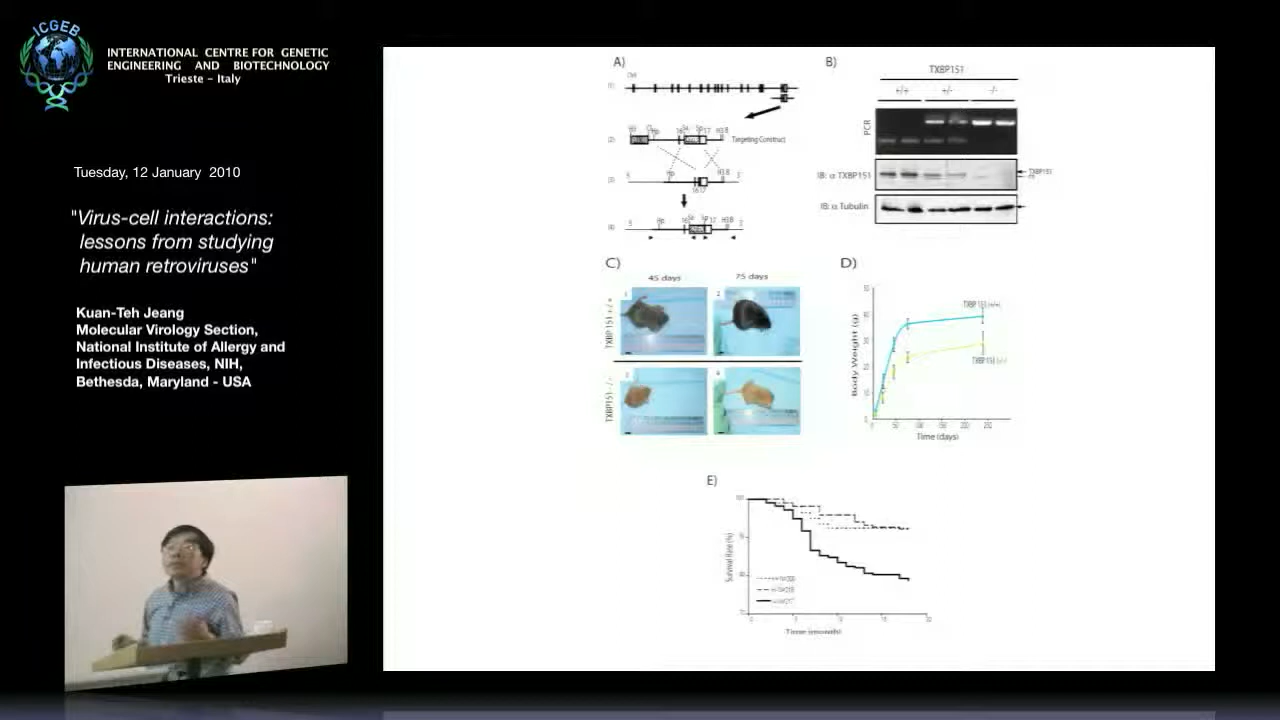 ICGEB
INTERNATIONAL CENTRE FOR GENETIC
ENGINEERING AND BIOTECHNOLOGY
Trieste – Italy
Tuesday, 12 January 2010
"Virus-cell interactions:
lessons from studying
human retroviruses"
Kuan-Teh Jeang
Molecular Virology Section,
National Institute of Allergy and
Infectious Diseases, NIH,
Bethesda, Maryland - USA
A)
Targeting Construct
B)
TXBP151
+/+ +/- -/-
PCR
IB: α TXBP151
TXBP151
IB: α Tubulin
C)
45 days 75 days
TXBP151 +/+
TXBP151 -/-
D)
Body Weight (g)
TXBP151 (+/+)
TXBP151 (-/-)
Time (days)
E)
Survival Rate (%)
Time (month)